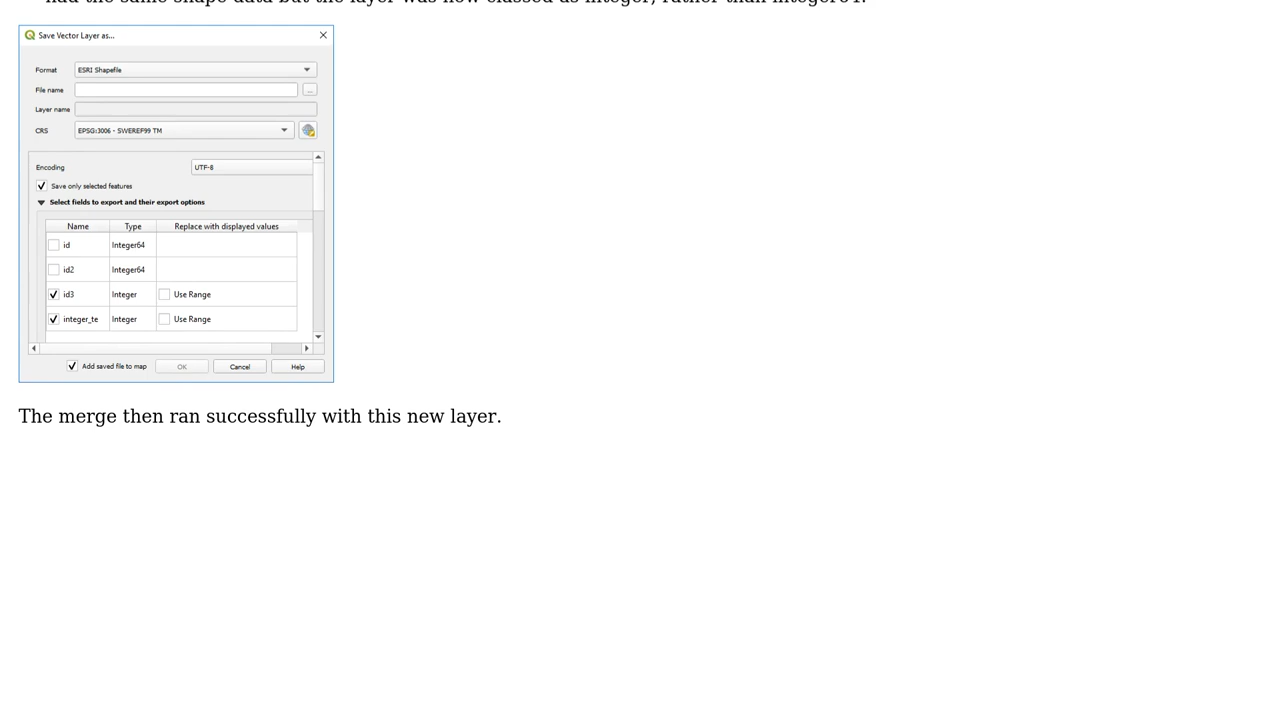 had the same shape data but the layer was now classed as integer, rather than integer64.
Save Vector Layer as...
Format ESRI Shapefile
File name ...
Layer name
CRS EPSG:3006 - SWEREF99 TM
Encoding UTF-8
Save only selected features
Select fields to export and their export options
Name Type Replace with displayed values
id Integer64
id2 Integer64
id3 Integer Use Range
integer_te Integer Use Range
Add saved file to map OK Cancel Help
The merge then ran successfully with this new layer.